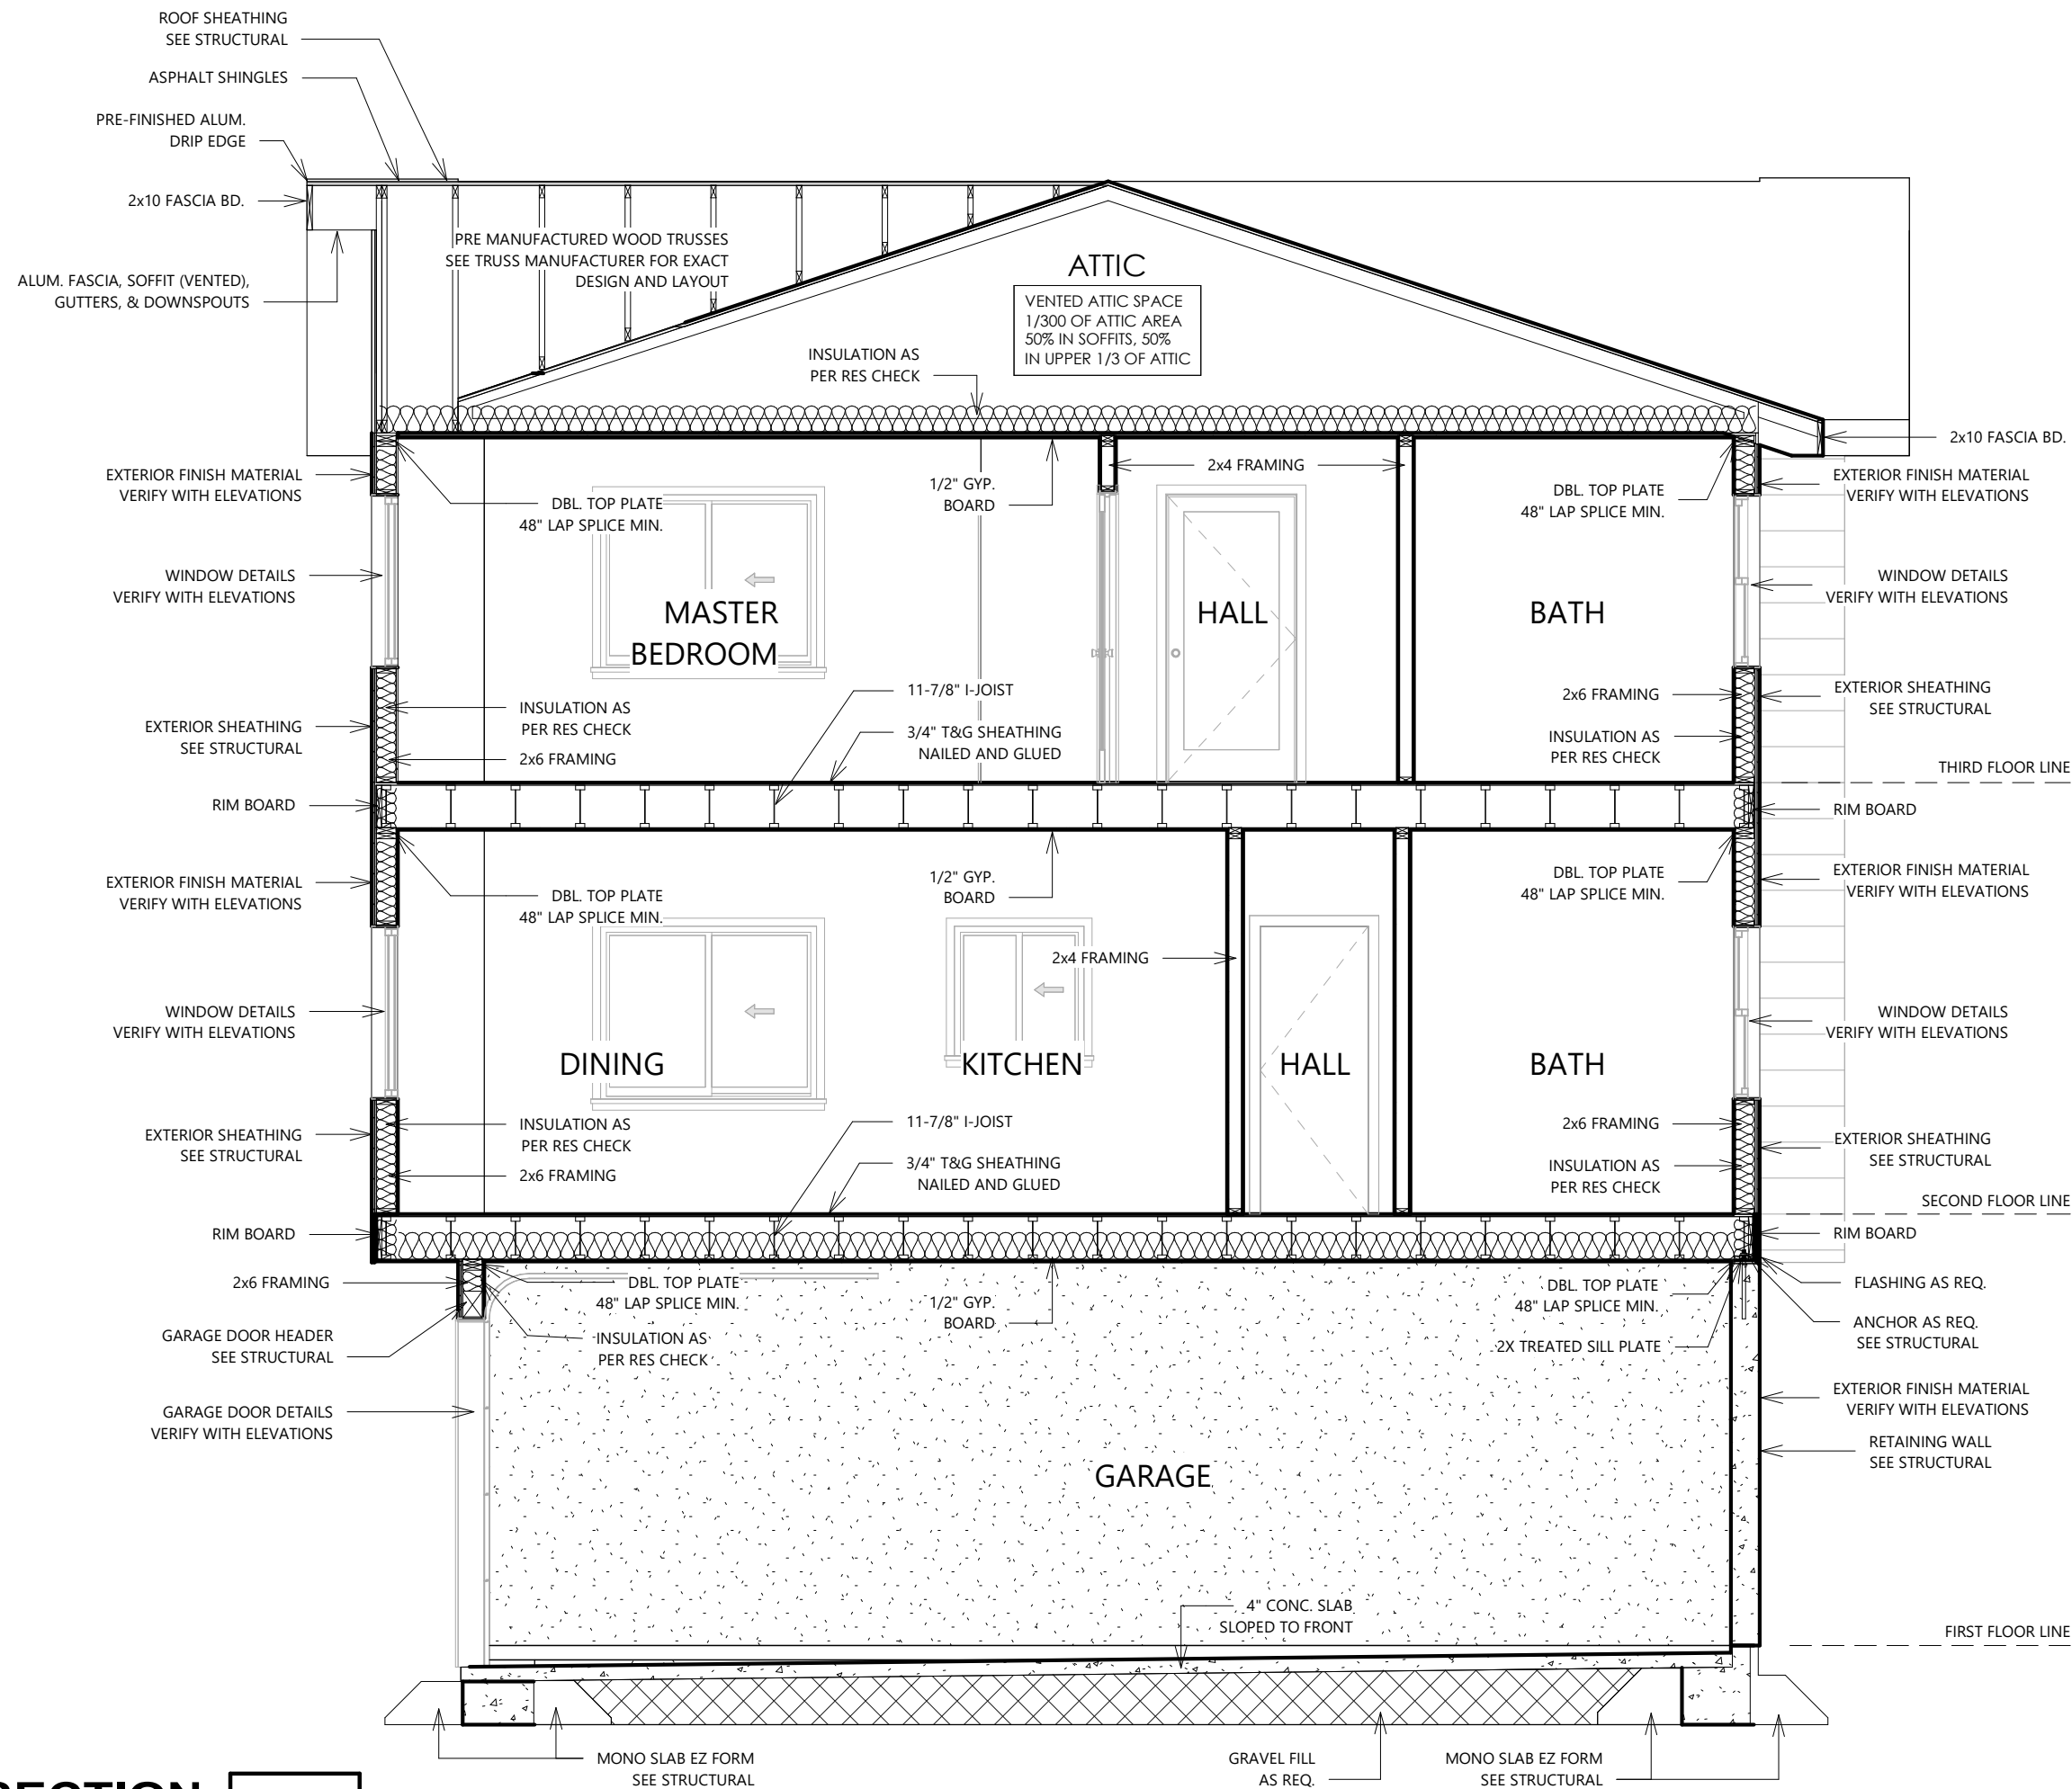 ROOF SHEATHING
SEE STRUCTURAL
ASPHALT SHINGLES
PRE-FINISHED ALUM.
DRIP EDGE
2x10 FASCIA BD.
ALUM. FASCIA, SOFFIT (VENTED),
GUTTERS, & DOWNSPOUTS
PRE MANUFACTURED WOOD TRUSSES
SEE TRUSS MANUFACTURER FOR EXACT
DESIGN AND LAYOUT
ATTIC
VENTED ATTIC SPACE
1/300 OF ATTIC AREA
50% IN SOFFITS, 50%
IN UPPER 1/3 OF ATTIC
INSULATION AS
PER RES CHECK
2x10 FASCIA BD.
EXTERIOR FINISH MATERIAL
VERIFY WITH ELEVATIONS
DBL. TOP PLATE
48" LAP SPLICE MIN.
1/2" GYP.
BOARD
2x4 FRAMING
DBL. TOP PLATE
48" LAP SPLICE MIN.
EXTERIOR FINISH MATERIAL
VERIFY WITH ELEVATIONS
WINDOW DETAILS
VERIFY WITH ELEVATIONS
MASTER
BEDROOM
HALL
BATH
WINDOW DETAILS
VERIFY WITH ELEVATIONS
EXTERIOR SHEATHING
SEE STRUCTURAL
INSULATION AS
PER RES CHECK
2x6 FRAMING
11-7/8" I-JOIST
3/4" T&G SHEATHING
NAILED AND GLUED
2x6 FRAMING
INSULATION AS
PER RES CHECK
EXTERIOR SHEATHING
SEE STRUCTURAL
THIRD FLOOR LINE
RIM BOARD
RIM BOARD
EXTERIOR FINISH MATERIAL
VERIFY WITH ELEVATIONS
DBL. TOP PLATE
48" LAP SPLICE MIN.
1/2" GYP.
BOARD
2x4 FRAMING
DBL. TOP PLATE
48" LAP SPLICE MIN.
EXTERIOR FINISH MATERIAL
VERIFY WITH ELEVATIONS
WINDOW DETAILS
VERIFY WITH ELEVATIONS
DINING
KITCHEN
HALL
BATH
WINDOW DETAILS
VERIFY WITH ELEVATIONS
EXTERIOR SHEATHING
SEE STRUCTURAL
INSULATION AS
PER RES CHECK
2x6 FRAMING
11-7/8" I-JOIST
3/4" T&G SHEATHING
NAILED AND GLUED
2x6 FRAMING
INSULATION AS
PER RES CHECK
EXTERIOR SHEATHING
SEE STRUCTURAL
SECOND FLOOR LINE
RIM BOARD
RIM BOARD
2x6 FRAMING
DBL. TOP PLATE
48" LAP SPLICE MIN.
1/2" GYP.
BOARD
DBL. TOP PLATE
48" LAP SPLICE MIN.
FLASHING AS REQ.
GARAGE DOOR HEADER
SEE STRUCTURAL
INSULATION AS
PER RES CHECK
2X TREATED SILL PLATE
ANCHOR AS REQ.
SEE STRUCTURAL
GARAGE DOOR DETAILS
VERIFY WITH ELEVATIONS
EXTERIOR FINISH MATERIAL
VERIFY WITH ELEVATIONS
RETAINING WALL
SEE STRUCTURAL
GARAGE
4" CONC. SLAB
SLOPED TO FRONT
FIRST FLOOR LINE
MONO SLAB EZ FORM
SEE STRUCTURAL
GRAVEL FILL
AS REQ.
MONO SLAB EZ FORM
SEE STRUCTURAL